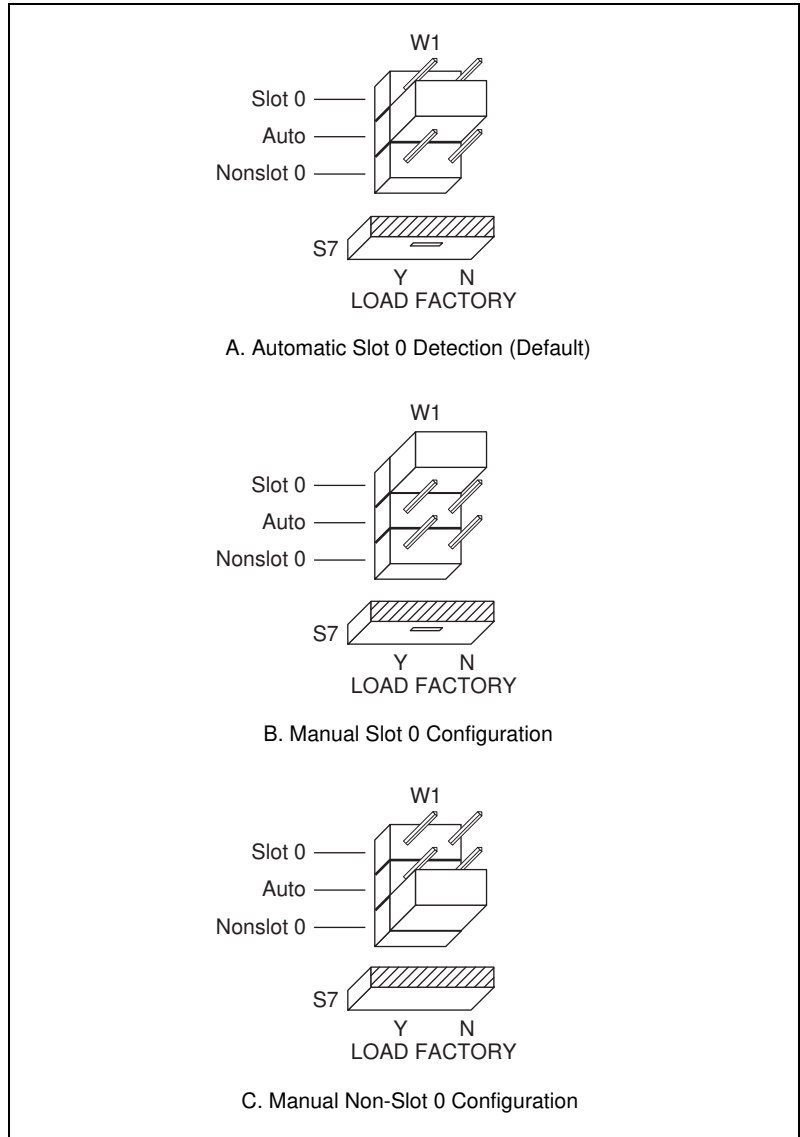 W1
Slot 0
Auto
Nonslot 0
S7
Y N
LOAD FACTORY
A. Automatic Slot 0 Detection (Default)
W1
Slot 0
Auto
Nonslot 0
S7
Y N
LOAD FACTORY
B. Manual Slot 0 Configuration
W1
Slot 0
Auto
Nonslot 0
S7
Y N
LOAD FACTORY
C. Manual Non-Slot 0 Configuration